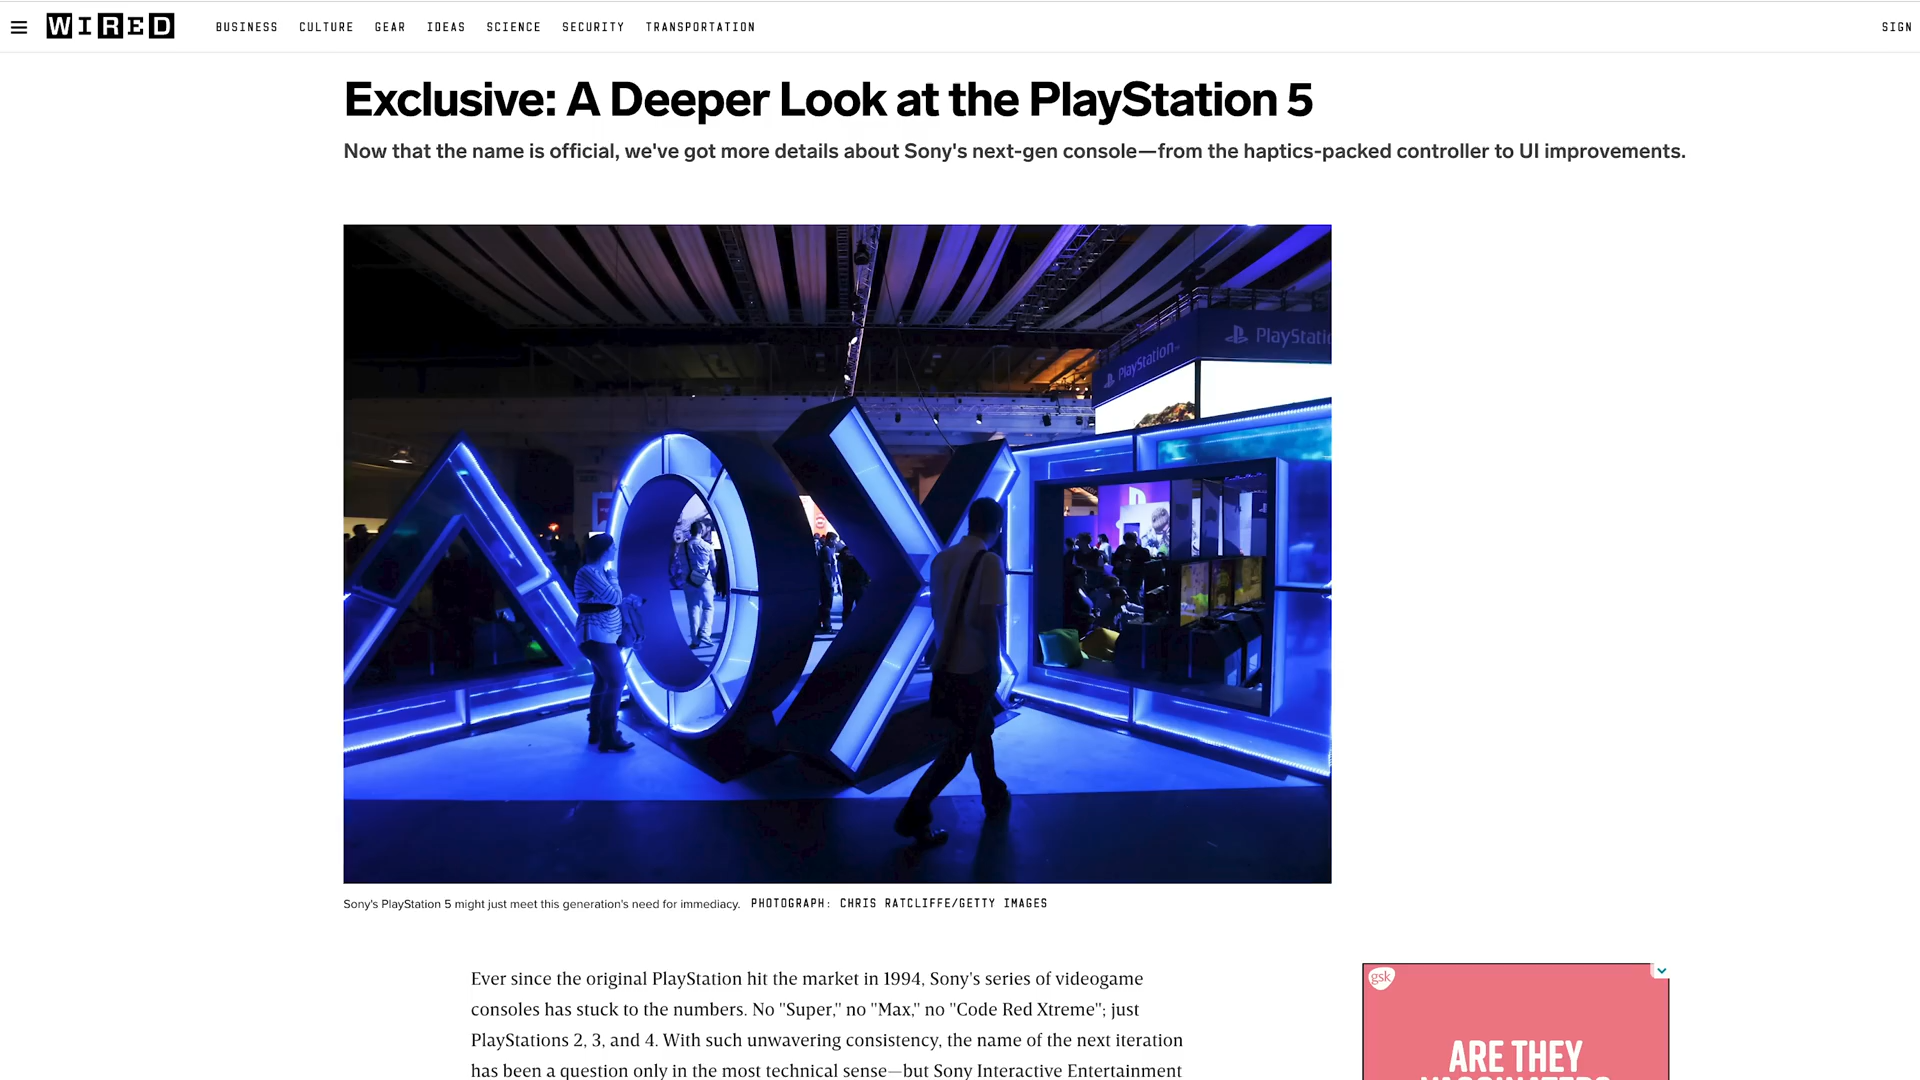 WIRED
BUSINESS CULTURE GEAR IDEAS SCIENCE SECURITY TRANSPORTATION
SIGN
Exclusive: A Deeper Look at the PlayStation 5
Now that the name is official, we've got more details about Sony's next-gen console—from the haptics-packed controller to UI improvements.
PlayStation
PlayStatio
Sony's PlayStation 5 might just meet this generation's need for immediacy. PHOTOGRAPH: CHRIS RATCLIFFE/GETTY IMAGES
Ever since the original PlayStation hit the market in 1994, Sony's series of videogame
consoles has stuck to the numbers. No "Super," no "Max," no "Code Red Xtreme"; just
PlayStations 2, 3, and 4. With such unwavering consistency, the name of the next iteration
has been a question only in the most technical sense—but Sony Interactive Entertainment
gsk
ARE THEY